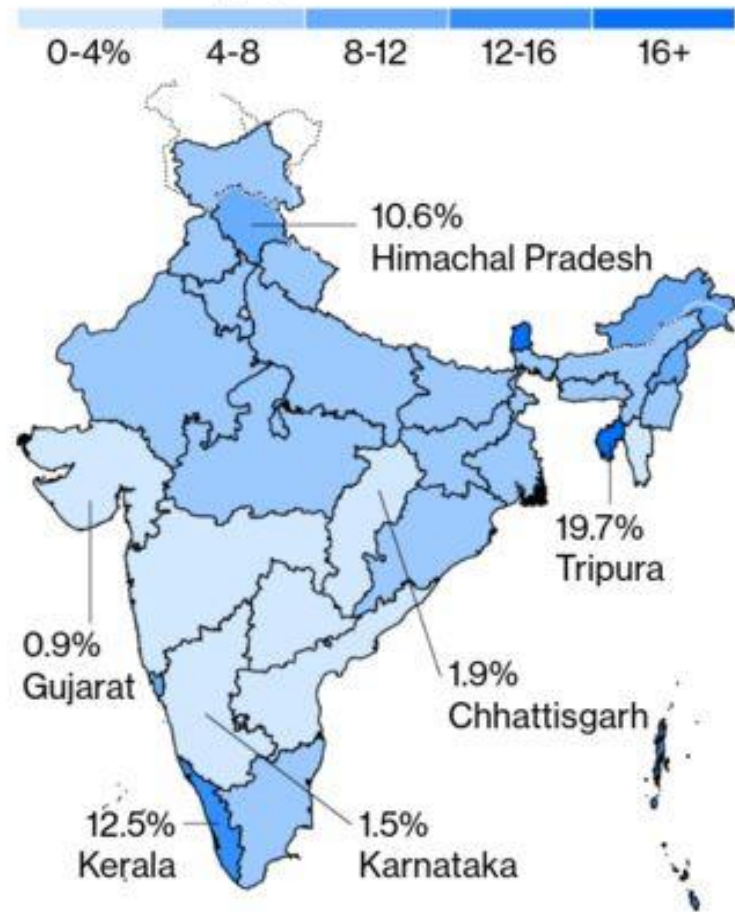 0-4% 4-8 8-12 12-16 16+
10.6%
Himachal Pradesh
19.7%
Tripura
0.9%
Gujarat
1.9%
Chhattisgarh
12.5%
Kerala
1.5%
Karnataka